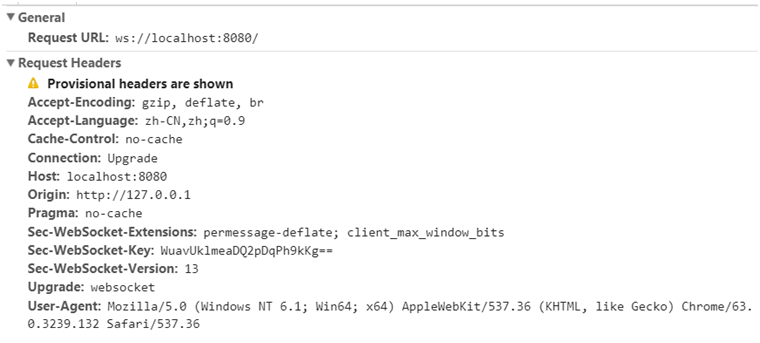 General
Request URL: ws://localhost:8080/
Request Headers
Provisional headers are shown
Accept-Encoding: gzip, deflate, br
Accept-Language: zh-CN,zh;q=0.9
Cache-Control: no-cache
Connection: Upgrade
Host: localhost:8080
Origin: http://127.0.0.1
Pragma: no-cache
Sec-WebSocket-Extensions: permessage-deflate; client_max_window_bits
Sec-WebSocket-Key: WuavUklmeaDQ2pDqPh9kKg==
Sec-WebSocket-Version: 13
Upgrade: websocket
User-Agent: Mozilla/5.0 (Windows NT 6.1; Win64; x64) AppleWebKit/537.36 (KHTML, like Gecko) Chrome/63.
0.3239.132 Safari/537.36